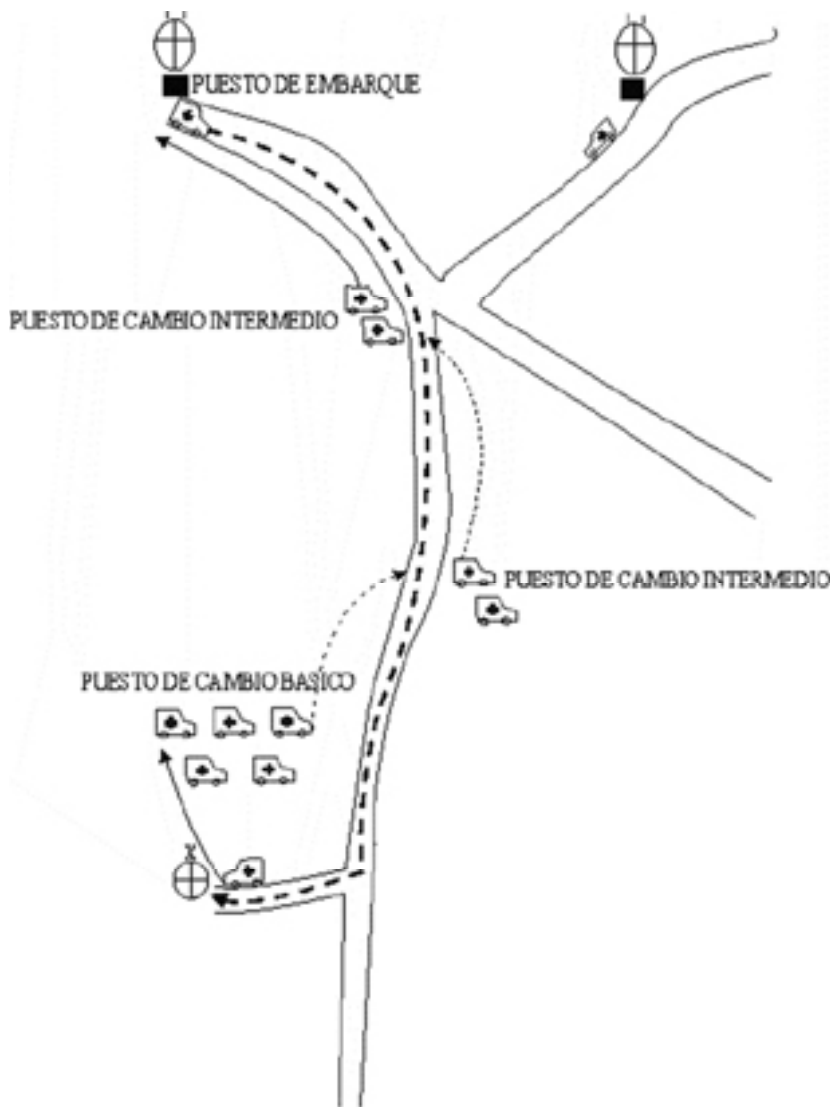 PUESTO DE EMBARQUE
PUESTO DE CAMBIO INTERMEDIO
PUESTO DE CAMBIO INTERMEDIO
PUESTO DE CAMBIO BASICO
X